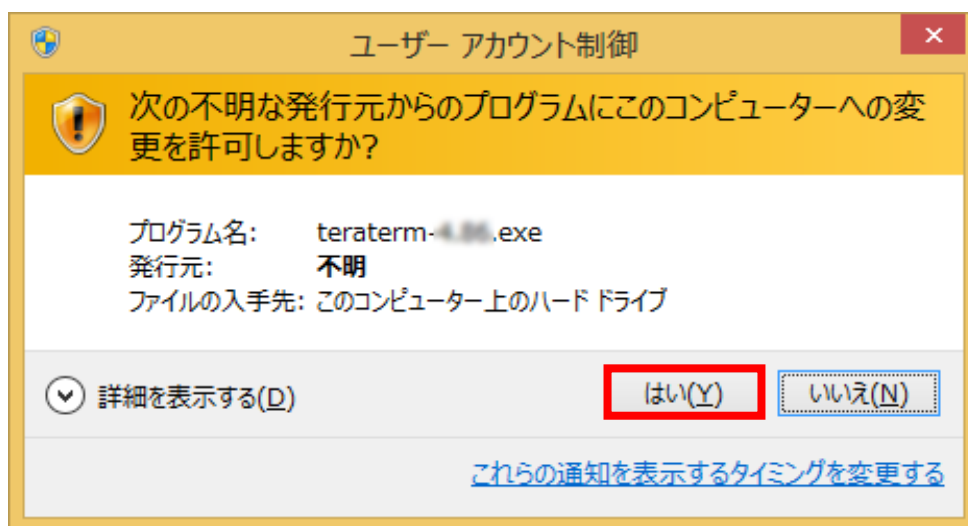 ユーザー アカウント制御
次の不明な発行元からのプログラムにこのコンピューターへの変
更を許可しますか?
プログラム名: teraterm- .exe
発行元: 不明
ファイルの入手先: このコンピューター上のハード ドライブ
詳細を表示する(D)
はい(Y)
いいえ(N)
これらの通知を表示するタイミングを変更する